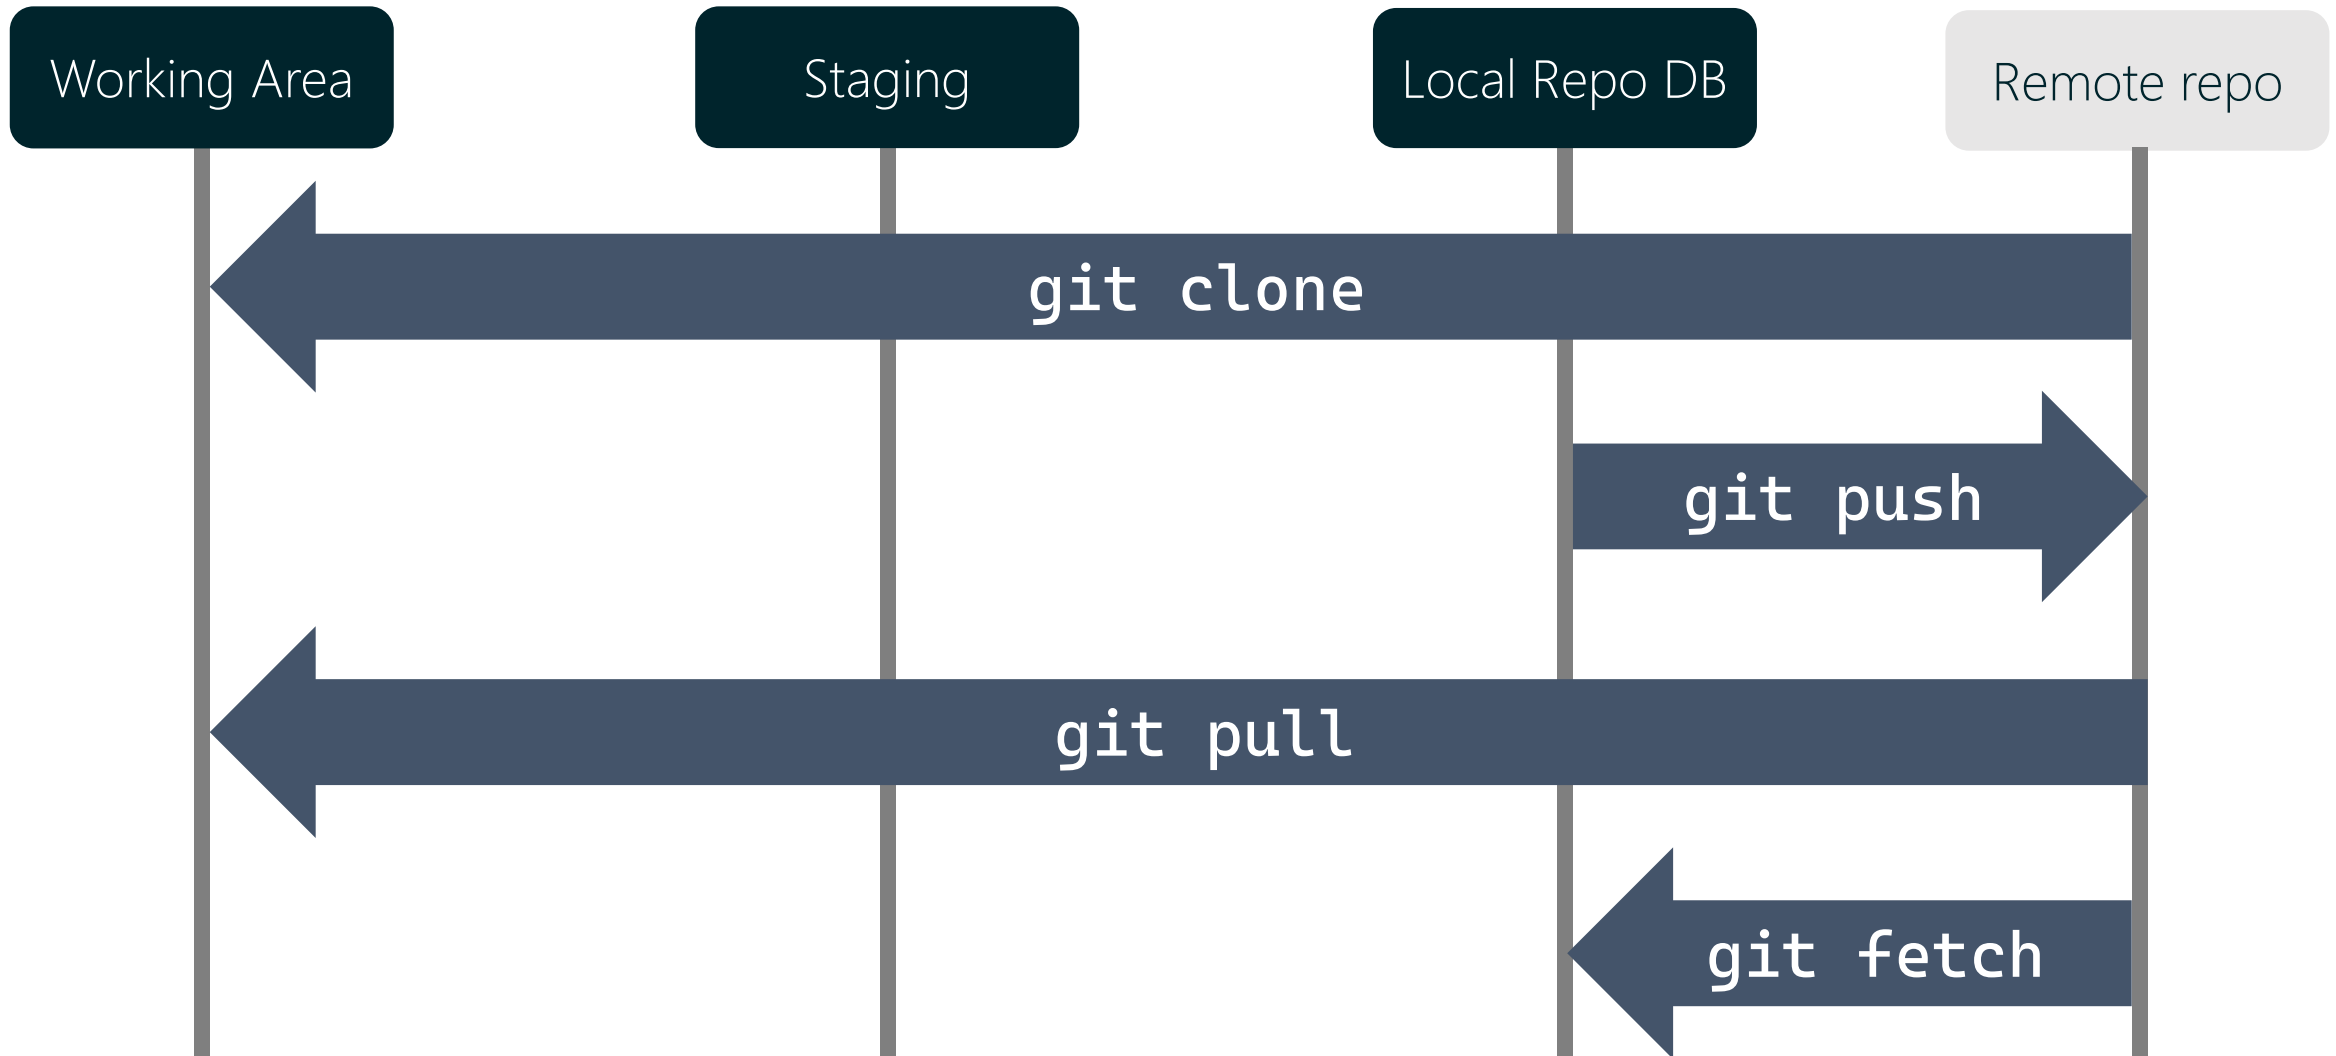 Working Area
Staging
Local Repo DB
Remote repo
git clone
git push
git pull
git fetch